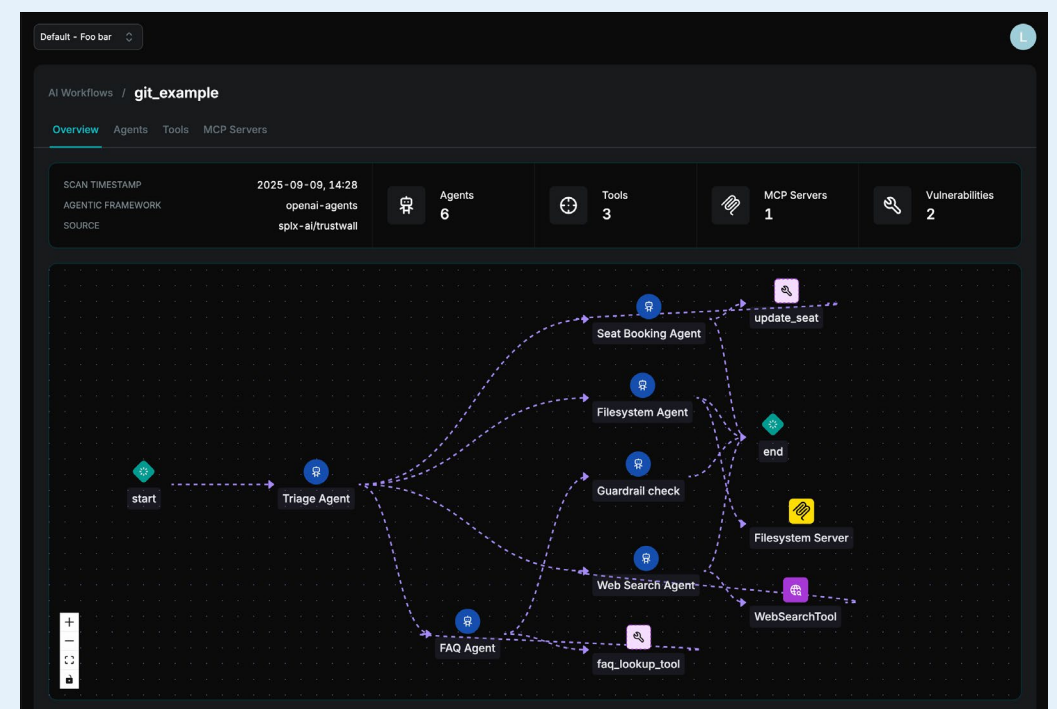 Default - Foo bar
L
AI Workflows / git_example
Overview Agents Tools MCP Servers
SCAN TIMESTAMP 2025-09-09, 14:28
AGENTIC FRAMEWORK openai-agents
SOURCE splx-ai/trustwall
Agents
6
Tools
3
MCP Servers
1
Vulnerabilities
2
update_seat
Seat Booking Agent
Filesystem Agent
end
start
Triage Agent
Guardrail check
Filesystem Server
Web Search Agent
WebSearchTool
FAQ Agent
faq_lookup_tool